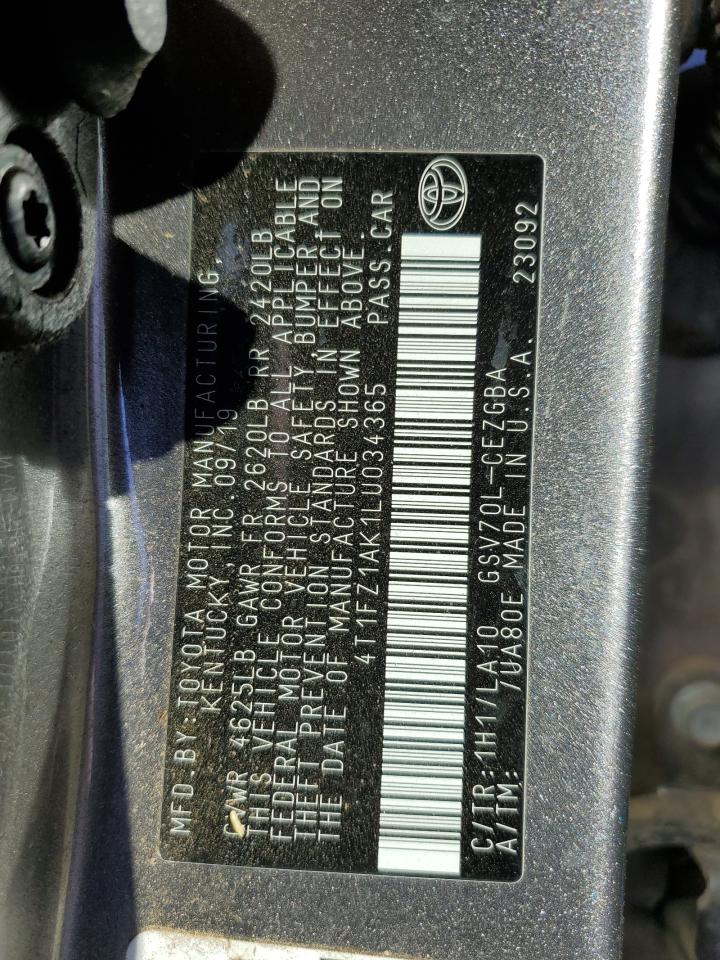 MFD.BY:TOYOTA MOTOR MANUFACTURING,
KENTUCKY, INC. 09/19
GVWR 4625LB GAWR FR 2620LB RR 2420LB
THIS VEHICLE CONFORMS TO ALL APPLICABLE
FEDERAL MOTOR VEHICLE SAFETY,BUMPER AND
THEFT PREVENTION STANDARDS IN EFFECT ON
THE DATE OF MANUFACTURE SHOWN ABOVE.
4T1FZ1AK1LU034365 PASS.CAR
C/TR:1H1/LA10 GSV70L-CEZGBA
A/TM: /UA80E MADE IN U.S.A. 23092